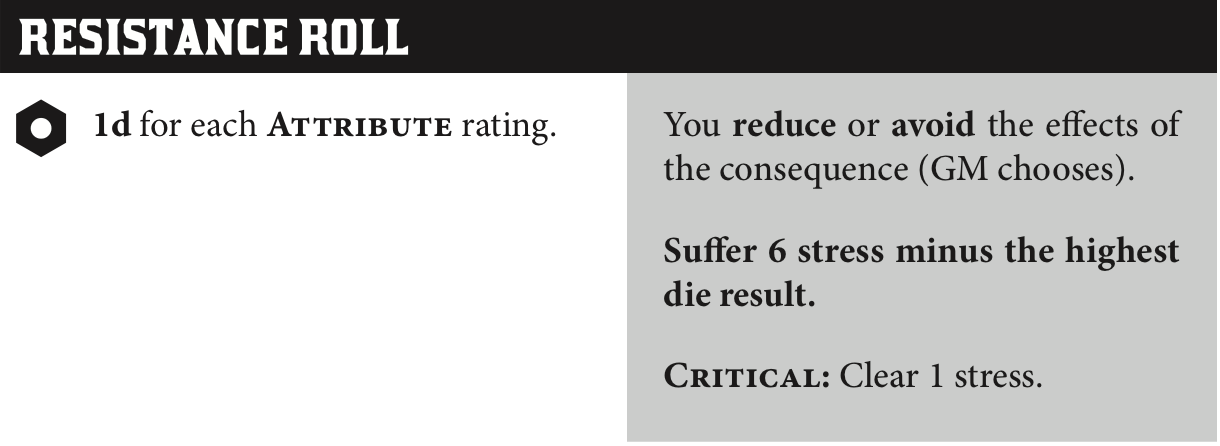 RESISTANCE ROLL
1d for each ATTRIBUTE rating.
You reduce or avoid the effects of
the consequence (GM chooses).
Suffer 6 stress minus the highest
die result.
CRITICAL: Clear 1 stress.